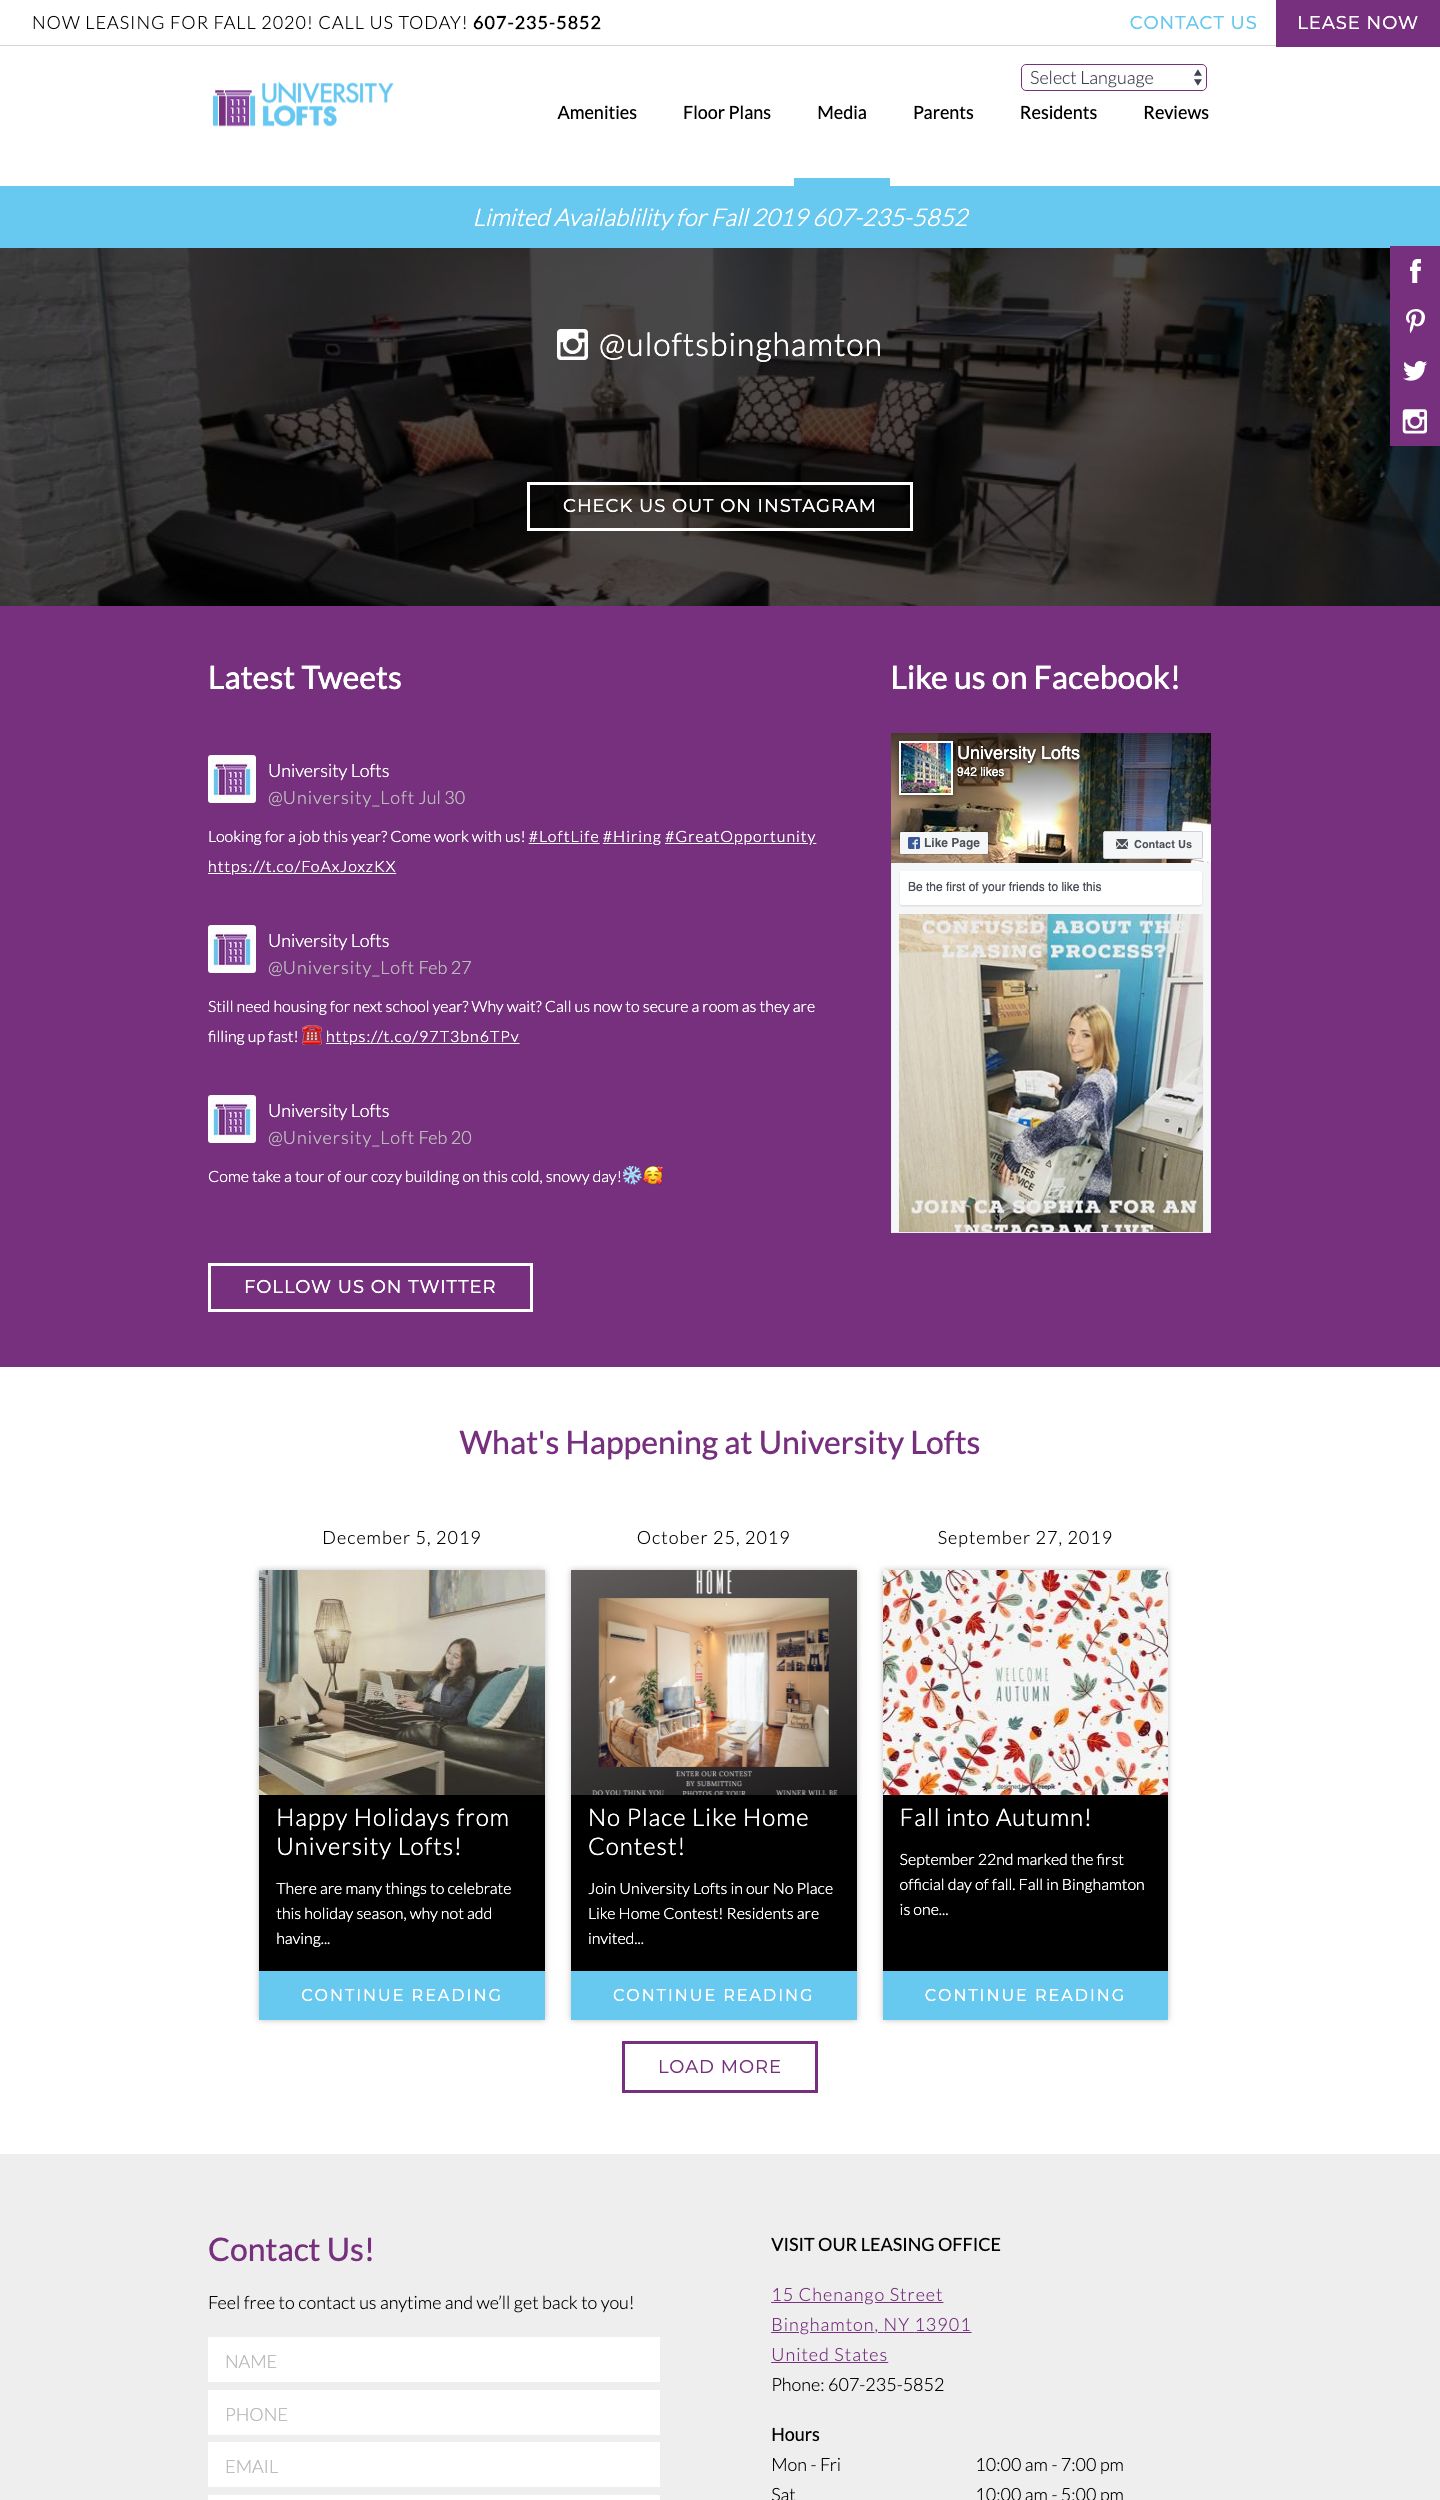 NOW LEASING FOR FALL 2020! CALL US TODAY! 607-235-5852
CONTACT US
LEASE NOW
Select Language
UNIVERSITY
LOFTS
Amenities
Floor Plans
Media
Parents
Residents
Reviews
Limited Availablility for Fall 2019 607-235-5852
@uloftsbinghamton
CHECK US OUT ON INSTAGRAM
Latest Tweets
University Lofts
@University_Loft Jul 30
Looking for a job this year? Come work with us! #LoftLife #Hiring #GreatOpportunity
https://t.co/FoAxJoxzKX
University Lofts
@University_Loft Feb 27
Still need housing for next school year? Why wait? Call us now to secure a room as they are
filling up fast! ☎️ https://t.co/97T3bn6TPv
University Lofts
@University_Loft Feb 20
Come take a tour of our cozy building on this cold, snowy day!❄️🥰
FOLLOW US ON TWITTER
Like us on Facebook!
University Lofts
942 likes
Like Page
Contact Us
Be the first of your friends to like this
CONFUSED ABOUT THE
LEASING PROCESS?
JOIN CA SOPHIA FOR AN
INSTAGRAM LIVE
What's Happening at University Lofts
December 5, 2019
Happy Holidays from
University Lofts!
There are many things to celebrate
this holiday season, why not add
having...
CONTINUE READING
October 25, 2019
HOME
ENTER OUR CONTEST
BY SUBMITTING
DO YOU THINK YOU
PHOTOS OF YOUR
WINNER WILL BE
No Place Like Home
Contest!
Join University Lofts in our No Place
Like Home Contest! Residents are
invited...
CONTINUE READING
September 27, 2019
WELCOME
AUTUMN
designed by freepik
Fall into Autumn!
September 22nd marked the first
official day of fall. Fall in Binghamton
is one...
CONTINUE READING
LOAD MORE
Contact Us!
Feel free to contact us anytime and we’ll get back to you!
NAME
PHONE
EMAIL
VISIT OUR LEASING OFFICE
15 Chenango Street
Binghamton, NY 13901
United States
Phone: 607-235-5852
Hours
Mon - Fri 10:00 am - 7:00 pm
Sat 10:00 am - 5:00 pm